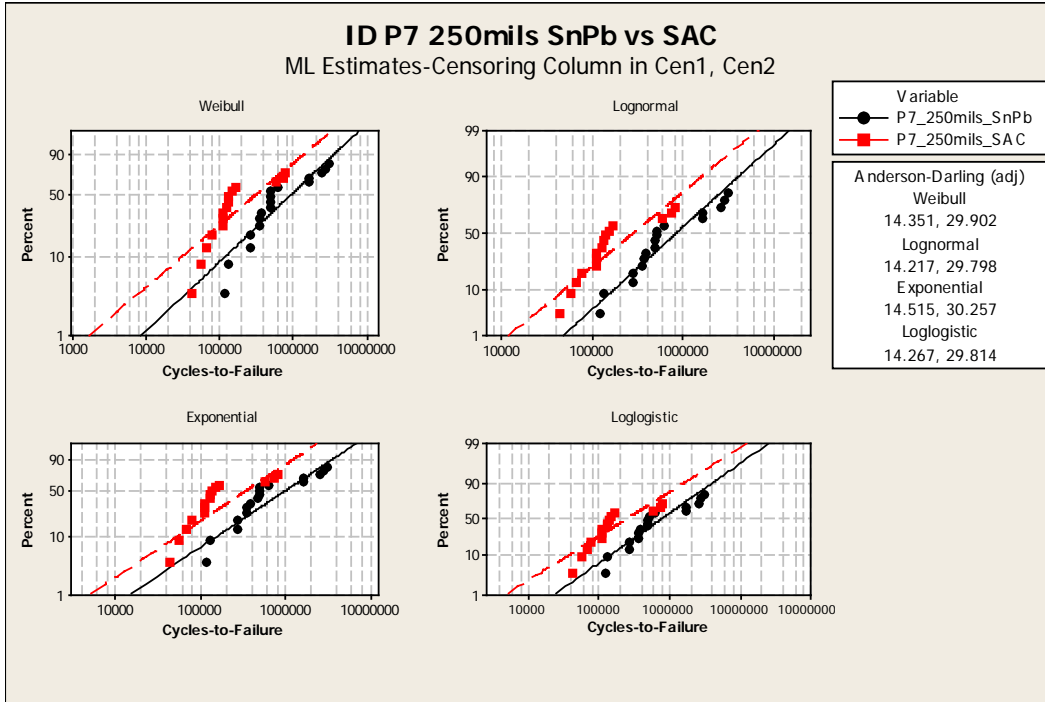 ID P7 250mils SnPb vs SAC
ML Estimates-Censoring Column in Cen1, Cen2
Weibull
Percent
90
50
10
1
1000 10000 100000 1000000 10000000
Cycles-to-Failure
Lognormal
Percent
99
90
50
10
1
10000 100000 1000000 10000000
Cycles-to-Failure
Variable
P7_250mils_SnPb
P7_250mils_SAC
Anderson-Darling (adj)
Weibull
14.351, 29.902
Lognormal
14.217, 29.798
Exponential
14.515, 30.257
Loglogistic
14.267, 29.814
Exponential
Percent
90
50
10
1
10000 100000 1000000 10000000
Cycles-to-Failure
Loglogistic
Percent
99
90
50
10
1
10000 100000 1000000 10000000 100000000
Cycles-to-Failure